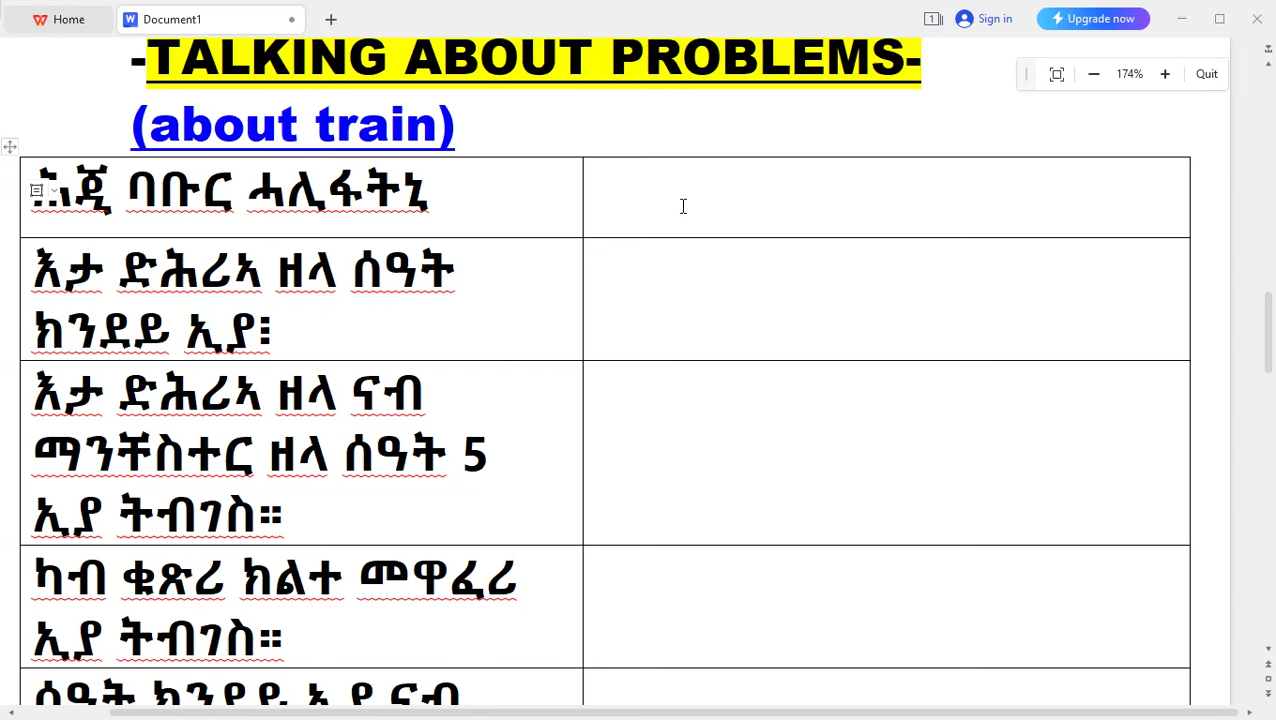 Home
Document1
1
Sign in
Upgrade now
-TALKING ABOUT PROBLEMS-
174%
Quit
(about train)
ባቡር ሓሊፋትኒ
እታ ድሕሪኣ ዘላ ሰዓት
ክንደይ ኢያ፧
እታ ድሕሪኣ ዘላ ናብ
ማንቸስተር ዘላ ሰዓት 5
ኢያ ትብገስ።
ካብ ቁጽሪ ክልተ መዋፈሪ
ኢያ ትብገስ።